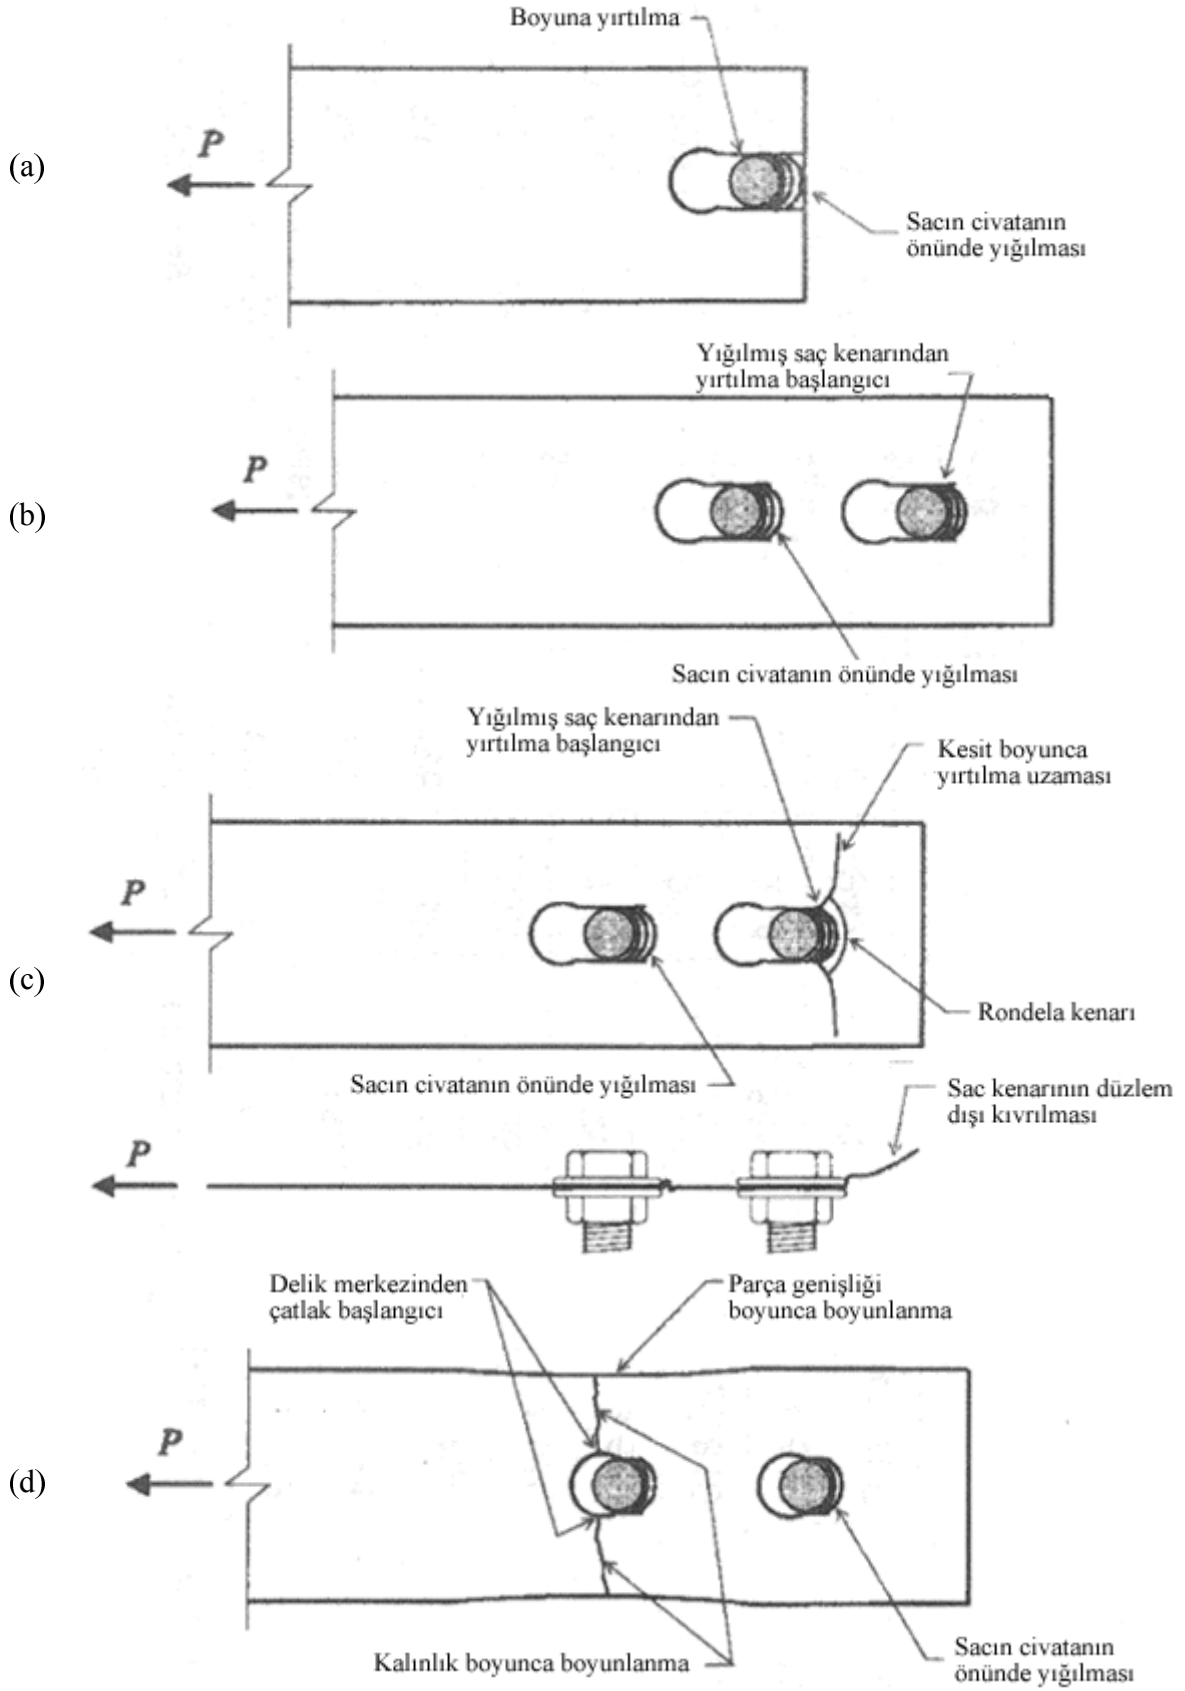 Boyuna yırtılma
(a)
P
Sacın civatanın
önünde yığılması
Yığılmış saç kenarından
yırtılma başlangıcı
(b)
P
Sacın civatanın önünde yığılması
Yığılmış saç kenarından
yırtılma başlangıcı
Kesit boyunca
yırtılma uzaması
(c)
P
Rondela kenarı
Sacın civatanın önünde yığılması
Sac kenarının düzlem
dışı kıvrılması
P
Delik merkezinden
çatlak başlangıcı
Parça genişliği
boyunca boyunlanma
(d)
P
Kalınlık boyunca boyunlanma
Sacın civatanın
önünde yığılması